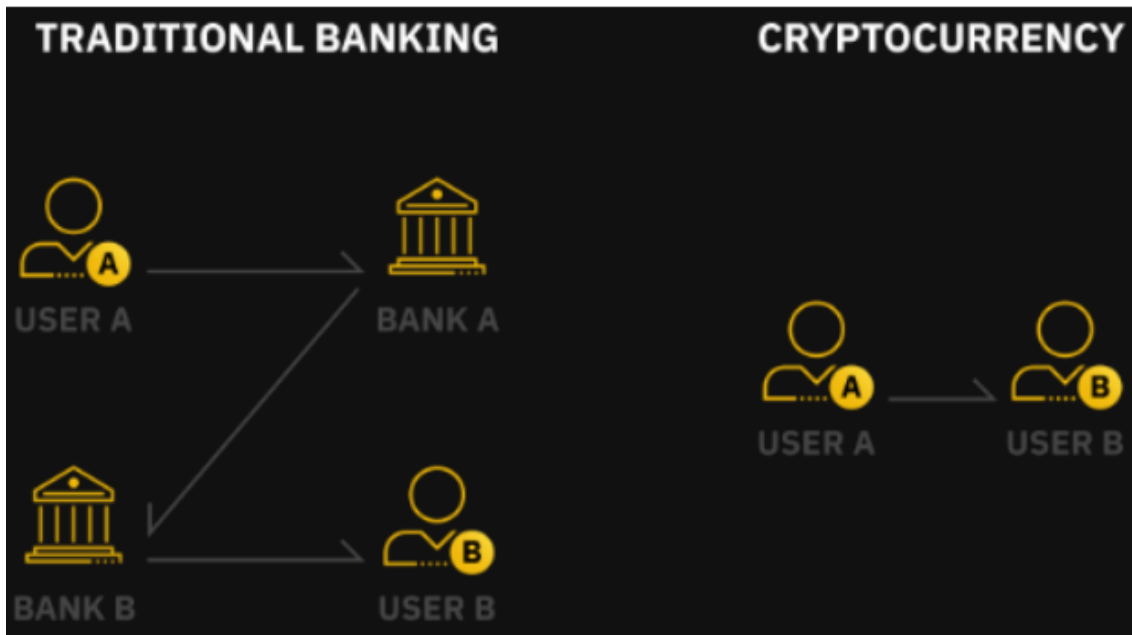 TRADITIONAL BANKING
CRYPTOCURRENCY
A
USER A
BANK A
A
USER A
B
USER B
BANK B
B
USER B